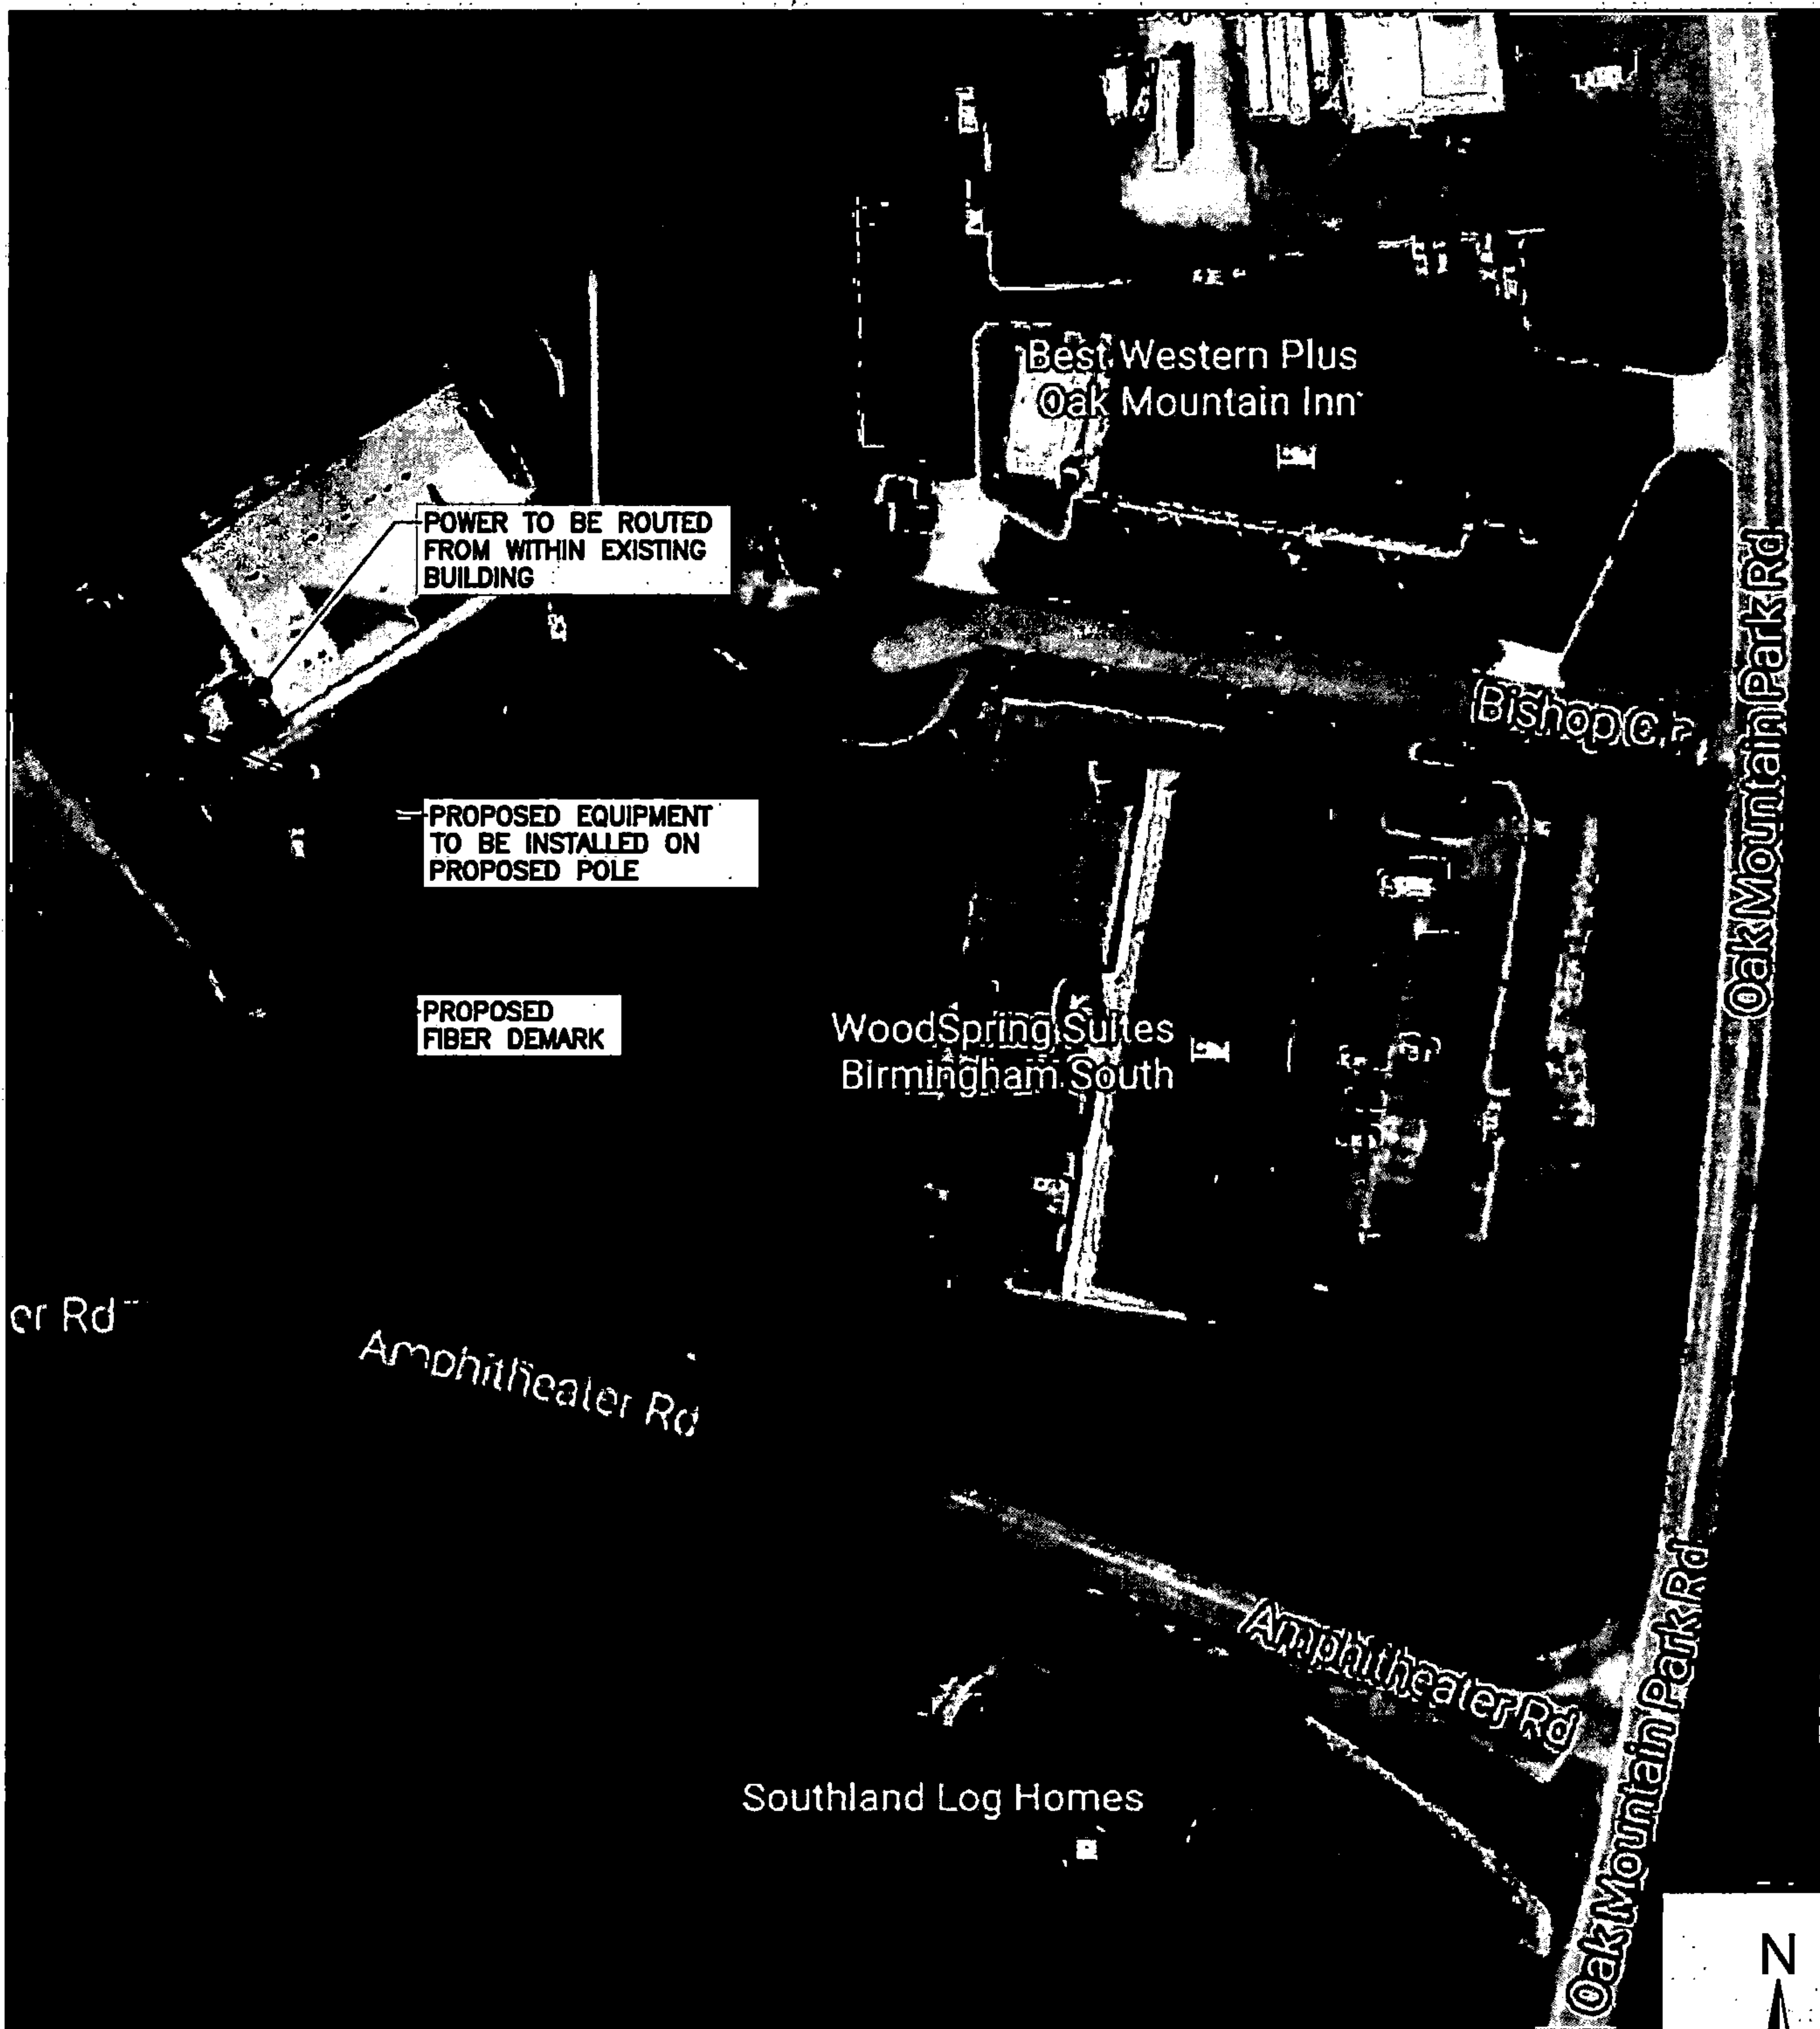 Best Western Plus
Oak Mountain Inn
POWER TO BE ROUTED
FROM WITHIN EXISTING
BUILDING
Oak Mountain Park Rd
Bishop Cir
PROPOSED EQUIPMENT
TO BE INSTALLED ON
PROPOSED POLE
PROPOSED
FIBER DEMARK
WoodSpring Suites
Birmingham South
er Rd
Amphitheater Rd
Amphitheater Rd
Oak Mountain Park Rd
Southland Log Homes
N